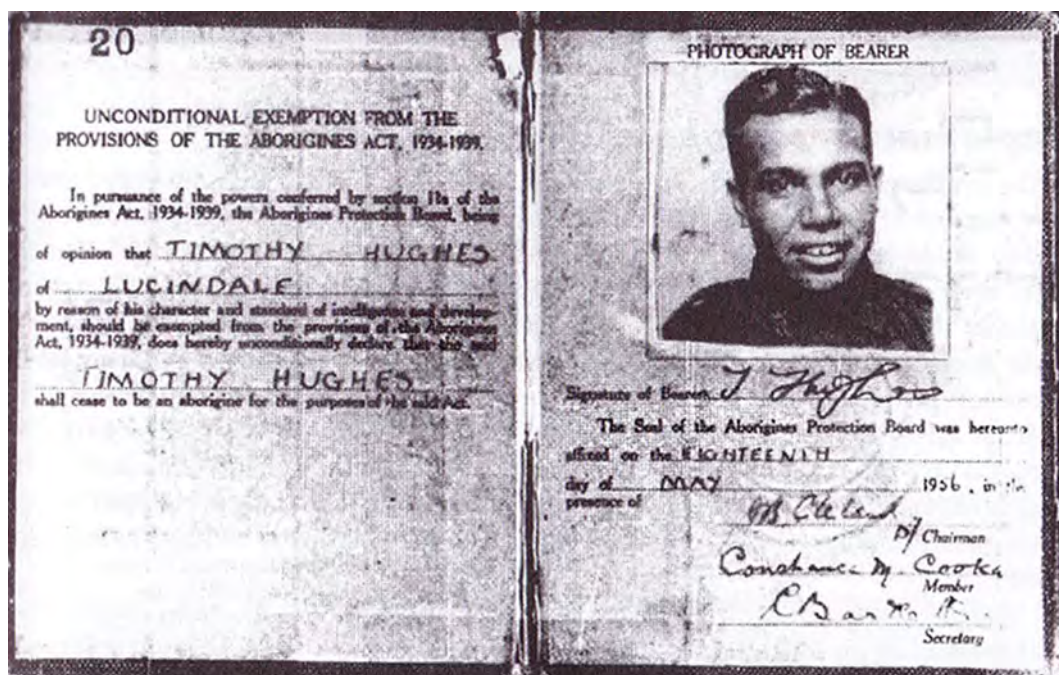 20
UNCONDITIONAL EXEMPTION FROM THE
PROVISIONS OF THE ABORIGINES ACT, 1934-1939.
In pursuance of the powers conferred by section 11a of the
Aborigines Act, 1934-1939, the Aborigines Protection Board, being
of opinion that TIMOTHY HUGHES
of LUCINDALE
by reason of his character and standard of intelligence and develop-
ment, should be exempted from the provisions of the Aborigines
Act, 1934-1939, does hereby unconditionally declare that the said
TIMOTHY HUGHES
shall cease to be an aborigine for the purposes of the said Act.
PHOTOGRAPH OF BEARER
Signature of Bearer T Hughes
The Seal of the Aborigines Protection Board was hereunto
affixed on the EIGHTEENTH
day of MAY 1956, in the
presence of
Chairman
Constance M. Cooke
Member
Secretary